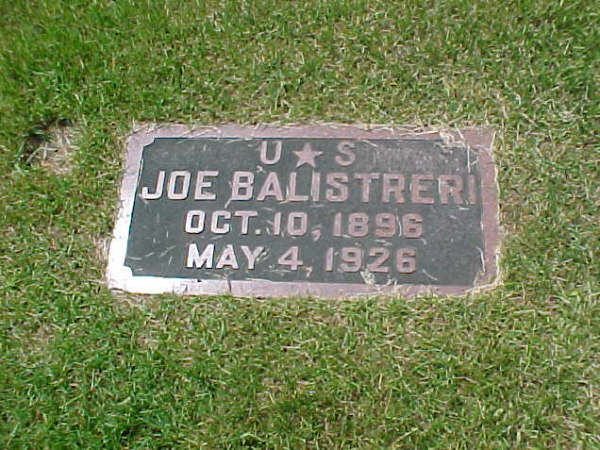 U ★ S
JOE BALISTRERI
OCT. 10, 1896
MAY 4, 1926